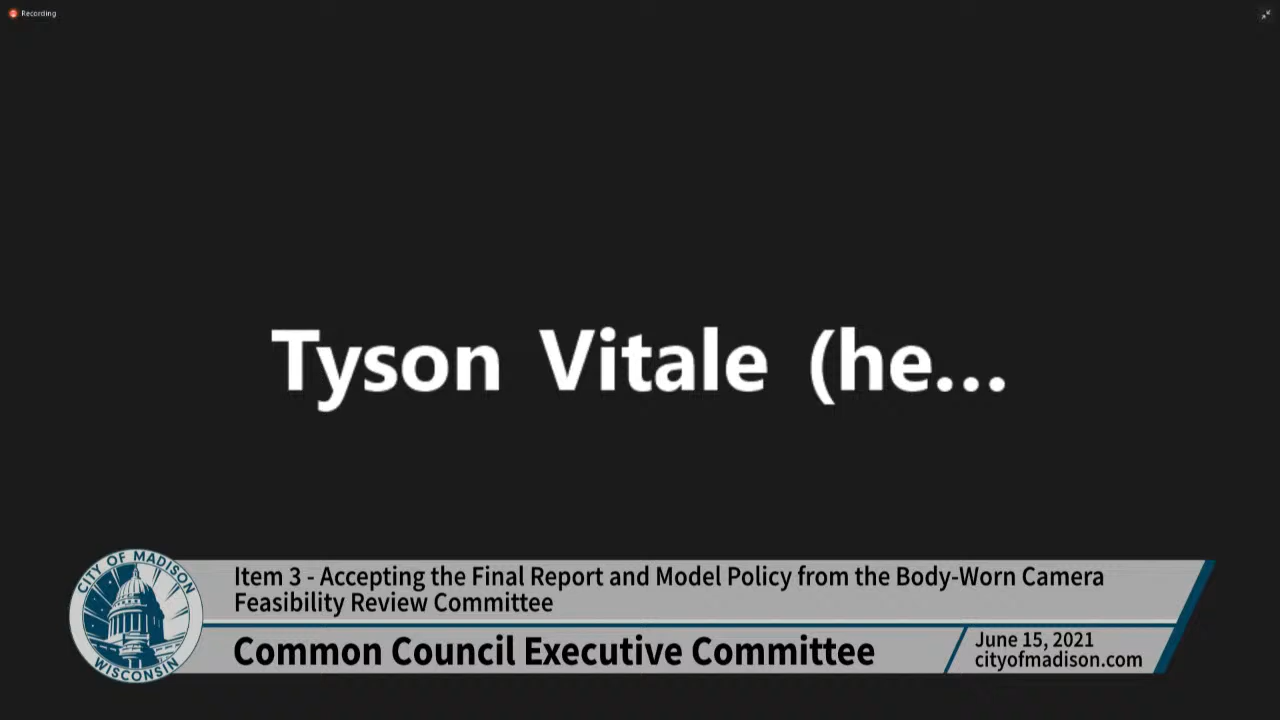 Recording
Tyson Vitale (he...
CITY OF MADISON
WISCONSIN
Item 3 - Accepting the Final Report and Model Policy from the Body-Worn Camera
Feasibility Review Committee
Common Council Executive Committee
June 15, 2021
cityofmadison.com